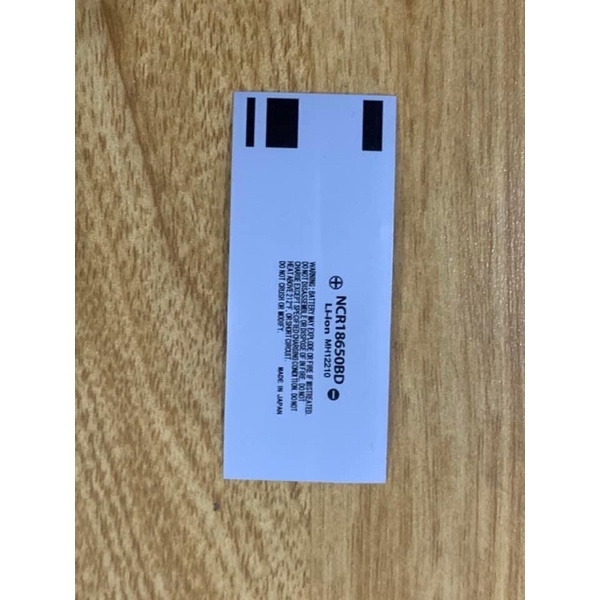 ⊕ NCR18650BD ⊖
Li-ion MH12210
WARNING : BATTERY MAY EXPLODE OR FIRE IF MISTREATED.
DO NOT DISASSEMBLE OR DISPOSE OF IN FIRE. DO NOT
CHARGE EXCEPT SPECIFIED CHARGING CONDITION. DO NOT
HEAT ABOVE 212°F. OR SHORT CIRCUIT.
DO NOT CRUSH OR MODIFY. MADE IN JAPAN